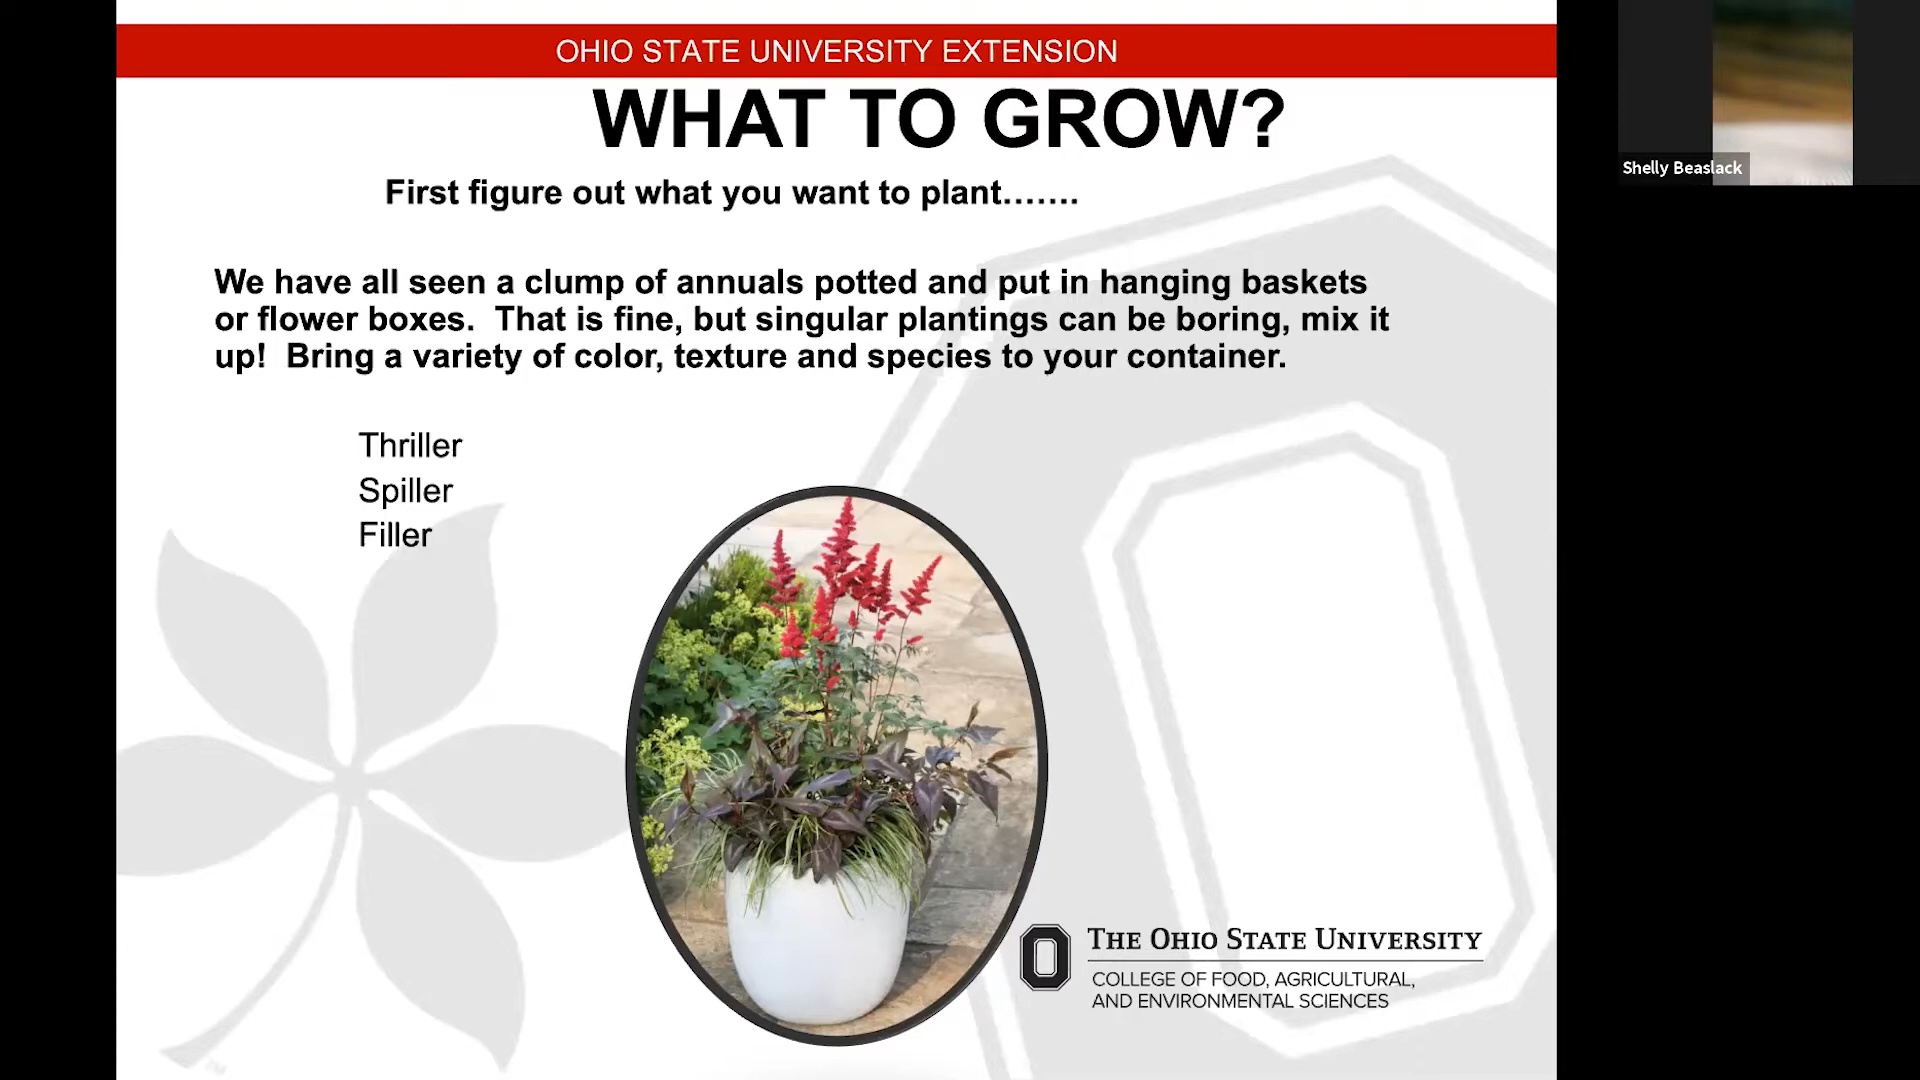 OHIO STATE UNIVERSITY EXTENSION
WHAT TO GROW?
First figure out what you want to plant.......
We have all seen a clump of annuals potted and put in hanging baskets
or flower boxes.  That is fine, but singular plantings can be boring, mix it
up!  Bring a variety of color, texture and species to your container.
Thriller
Spiller
Filler
THE OHIO STATE UNIVERSITY
COLLEGE OF FOOD, AGRICULTURAL,
AND ENVIRONMENTAL SCIENCES
Shelly Beaslack
TM